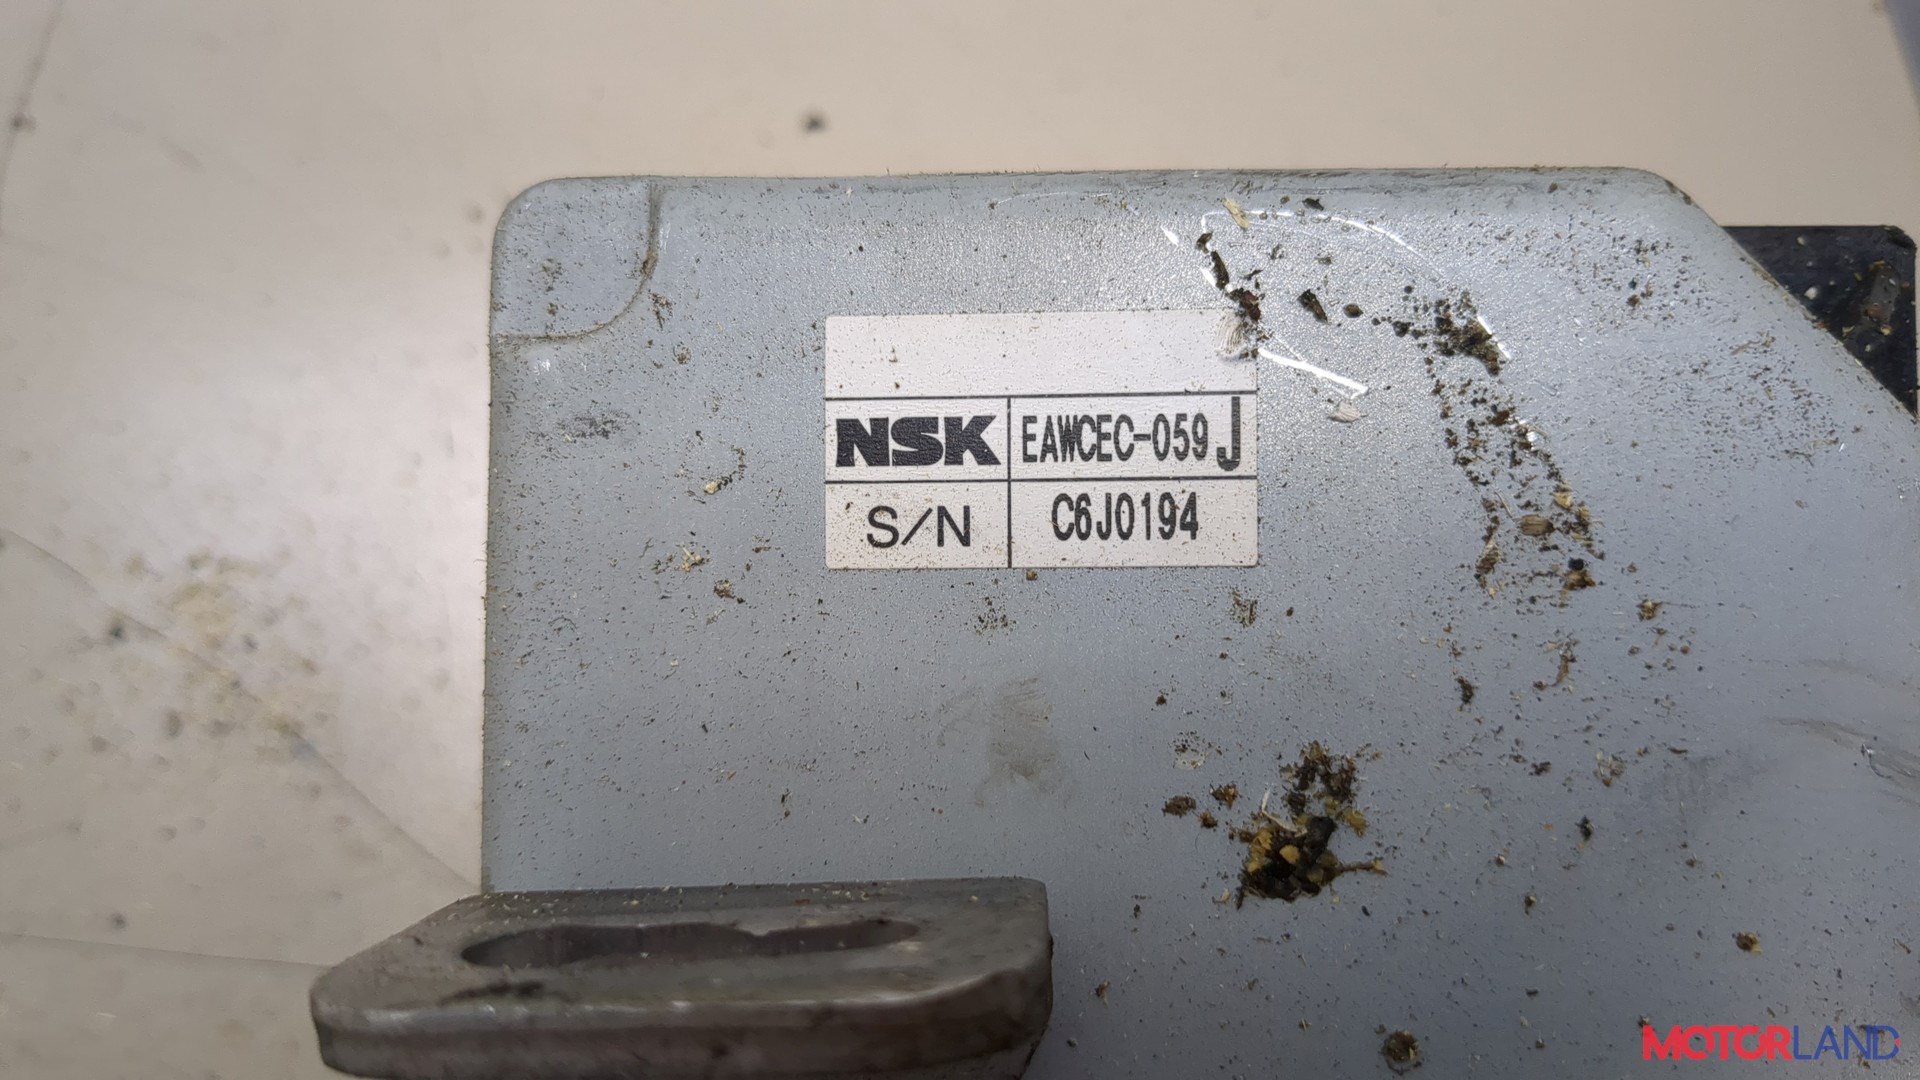 NSK EAWCEC-059J
S/N C6J0194
MOTORLAND